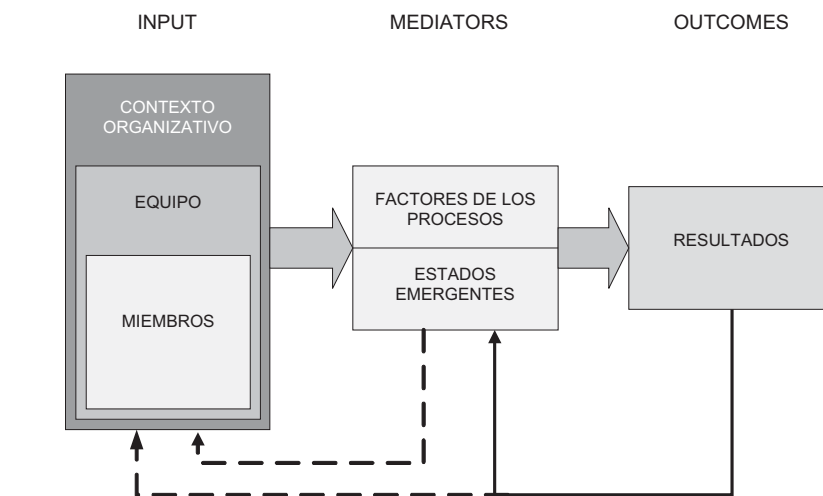 INPUT
MEDIATORS
OUTCOMES
CONTEXTO
ORGANIZATIVO
EQUIPO
MIEMBROS
FACTORES DE LOS
PROCESOS
ESTADOS
EMERGENTES
RESULTADOS